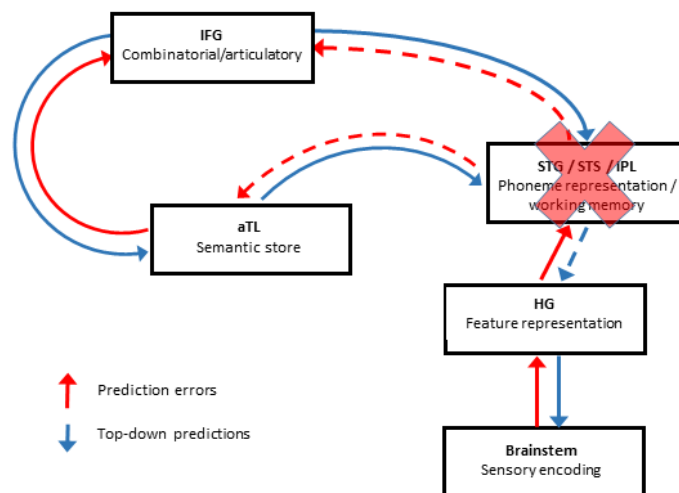 IFG
Combinatorial/articulatory
STG / STS / IPL
Phoneme representation /
working memory
aTL
Semantic store
HG
Feature representation
Prediction errors
Top-down predictions
Brainstem
Sensory encoding